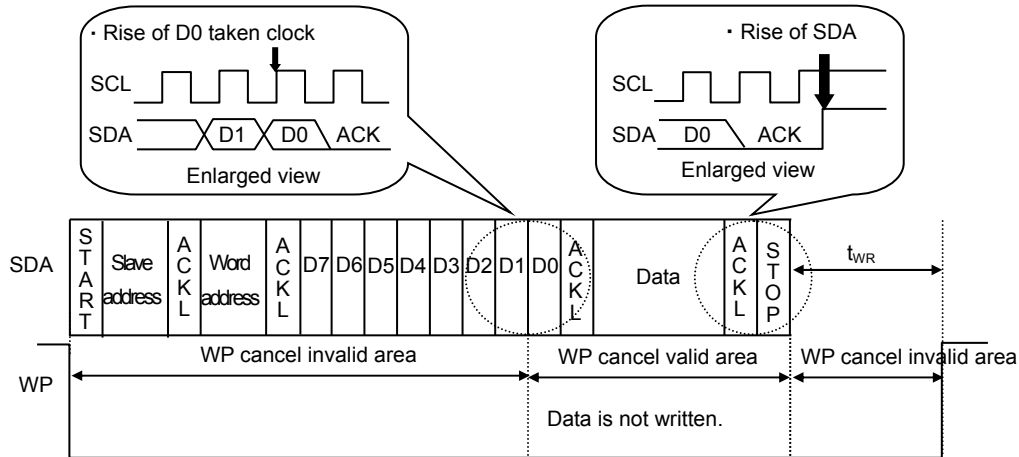 ・Rise of D0 taken clock
SCL
SDA
D1
D0
ACK
Enlarged view
・Rise of SDA
SCL
SDA
D0
ACK
Enlarged view
SDA
START
Slave address
ACKL
Word address
ACKL
D7
D6
D5
D4
D3
D2
D1
D0
ACKL
Data
ACKL
STOP
tWR
WP
WP cancel invalid area
WP cancel valid area
WP cancel invalid area
Data is not written.